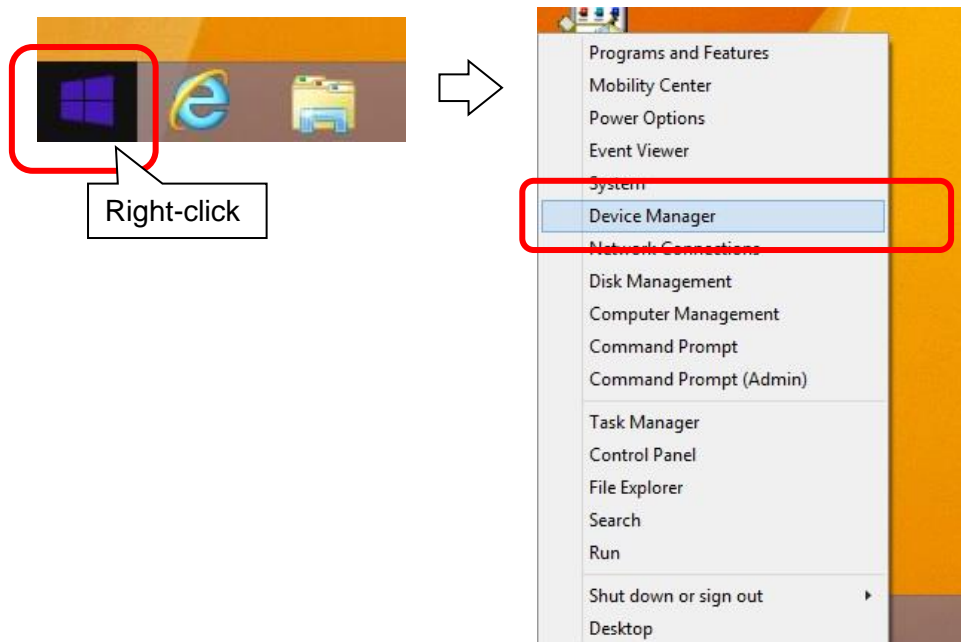 Right-click
Programs and Features
Mobility Center
Power Options
Event Viewer
System
Device Manager
Network Connections
Disk Management
Computer Management
Command Prompt
Command Prompt (Admin)
Task Manager
Control Panel
File Explorer
Search
Run
Shut down or sign out
Desktop